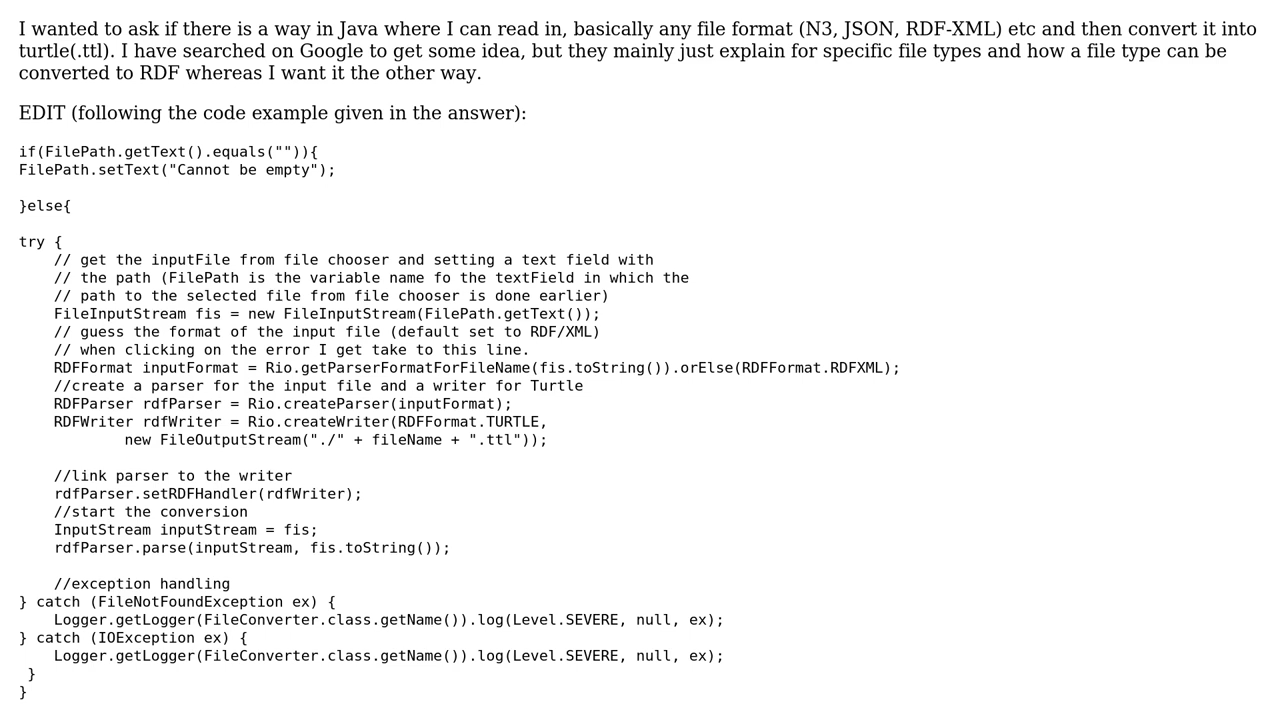 I wanted to ask if there is a way in Java where I can read in, basically any file format (N3, JSON, RDF-XML) etc and then convert it into
turtle(.ttl). I have searched on Google to get some idea, but they mainly just explain for specific file types and how a file type can be
converted to RDF whereas I want it the other way.

EDIT (following the code example given in the answer):

if(FilePath.getText().equals("")){
FilePath.setText("Cannot be empty");

}else{

try {
    // get the inputFile from file chooser and setting a text field with
    // the path (FilePath is the variable name fo the textField in which the
    // path to the selected file from file chooser is done earlier)
    FileInputStream fis = new FileInputStream(FilePath.getText());
    // guess the format of the input file (default set to RDF/XML)
    // when clicking on the error I get take to this line.
    RDFFormat inputFormat = Rio.getParserFormatForFileName(fis.toString()).orElse(RDFFormat.RDFXML);
    //create a parser for the input file and a writer for Turtle
    RDFParser rdfParser = Rio.createParser(inputFormat);
    RDFWriter rdfWriter = Rio.createWriter(RDFFormat.TURTLE,
            new FileOutputStream("./" + fileName + ".ttl"));

    //link parser to the writer
    rdfParser.setRDFHandler(rdfWriter);
    //start the conversion
    InputStream inputStream = fis;
    rdfParser.parse(inputStream, fis.toString());

    //exception handling
} catch (FileNotFoundException ex) {
    Logger.getLogger(FileConverter.class.getName()).log(Level.SEVERE, null, ex);
} catch (IOException ex) {
    Logger.getLogger(FileConverter.class.getName()).log(Level.SEVERE, null, ex);
 }
}